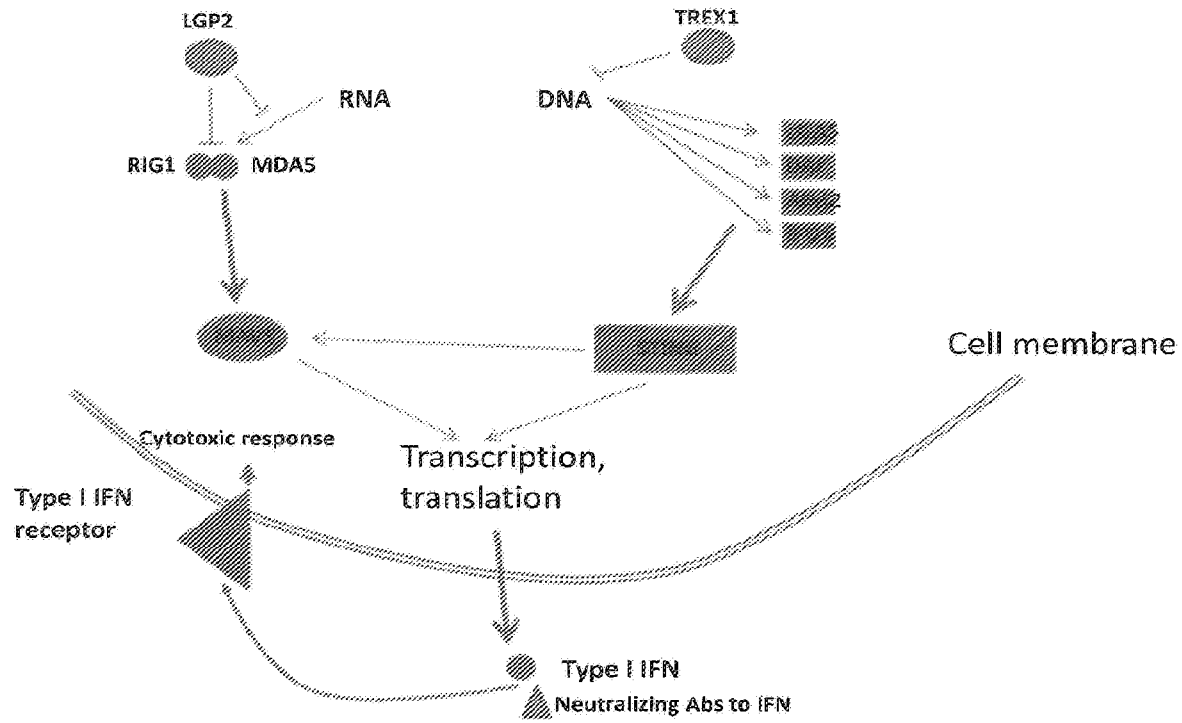 LGP2
TREX1
RNA
DNA
RIG1
MDA5
Cell membrane
Cytotoxic response
Transcription,
translation
Type I IFN
receptor
Type I IFN
Neutralizing Abs to IFN